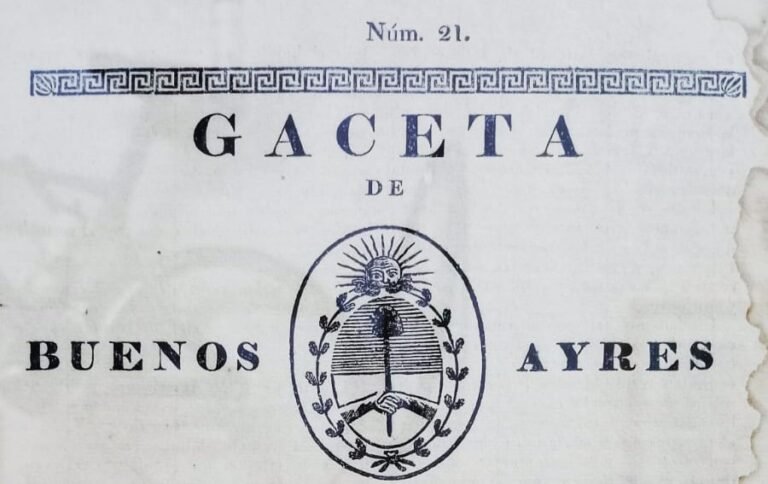 Núm. 21.
GACETA
DE
BUENOS AYRES